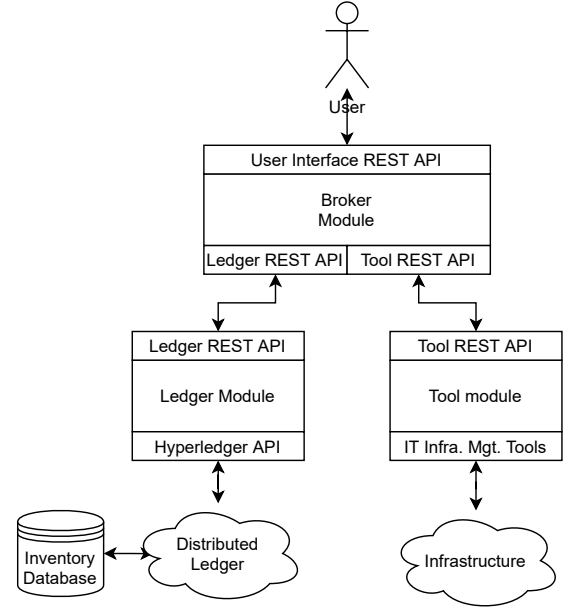 User
User Interface REST API
Broker
Module
Ledger REST API
Tool REST API
Ledger REST API
Tool REST API
Ledger Module
Tool module
Hyperledger API
IT Infra. Mgt. Tools
Distributed
Ledger
Inventory
Database
Infrastructure